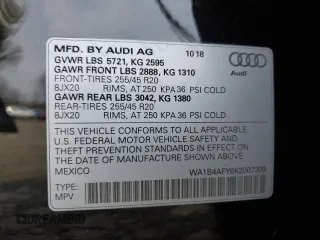 MFD. BY AUDI AG 10 18
GVWR LBS 5721, KG 2595
GAWR FRONT LBS 2888, KG 1310
FRONT-TIRES 255/45 R20
8JX20 RIMS, AT 250 KPA 36 PSI COLD
GAWR REAR LBS 3042, KG 1380
REAR-TIRES 255/45 R20
8JX20 RIMS, AT 250 KPA 36 PSI COLD
Audi
THIS VEHICLE CONFORMS TO ALL APPLICABLE
FEDERAL MOTOR VEHICLE SAFETY STANDARDS
IN EFFECT ON THE DATE OF MANUFACTURE
SHOWN ABOVE.
MEXICO WA1B4AFY6K2007309
TYPE:
MPV